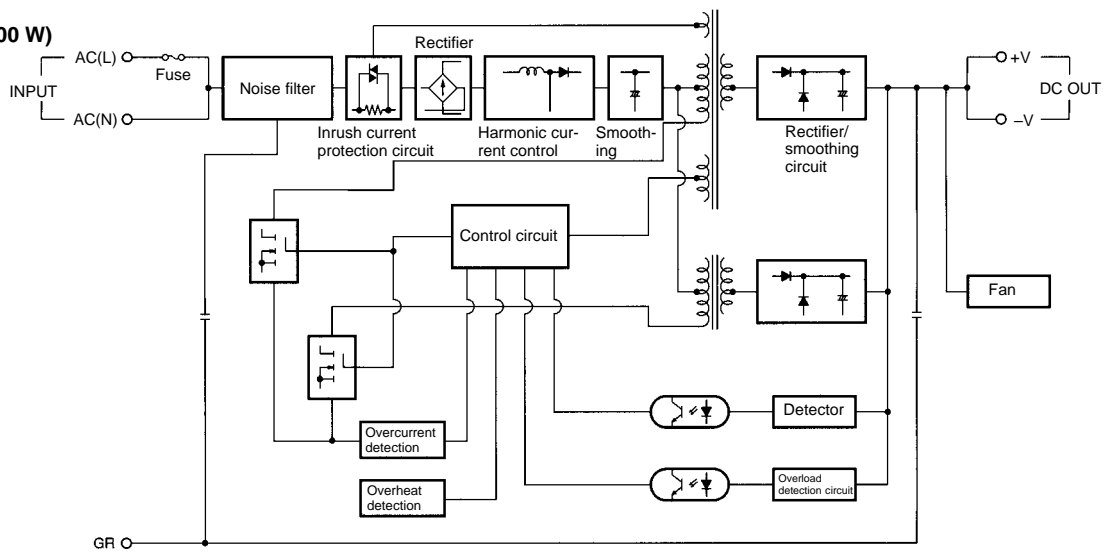 00 W)
AC(L)
Fuse
INPUT
AC(N)
Noise filter
Inrush current
protection circuit
Rectifier
Harmonic cur-
rent control
Smooth-
ing
Rectifier/
smoothing
circuit
+V
DC OUT
–V
Control circuit
Fan
Detector
Overcurrent
detection
Overload
detection circuit
Overheat
detection
GR